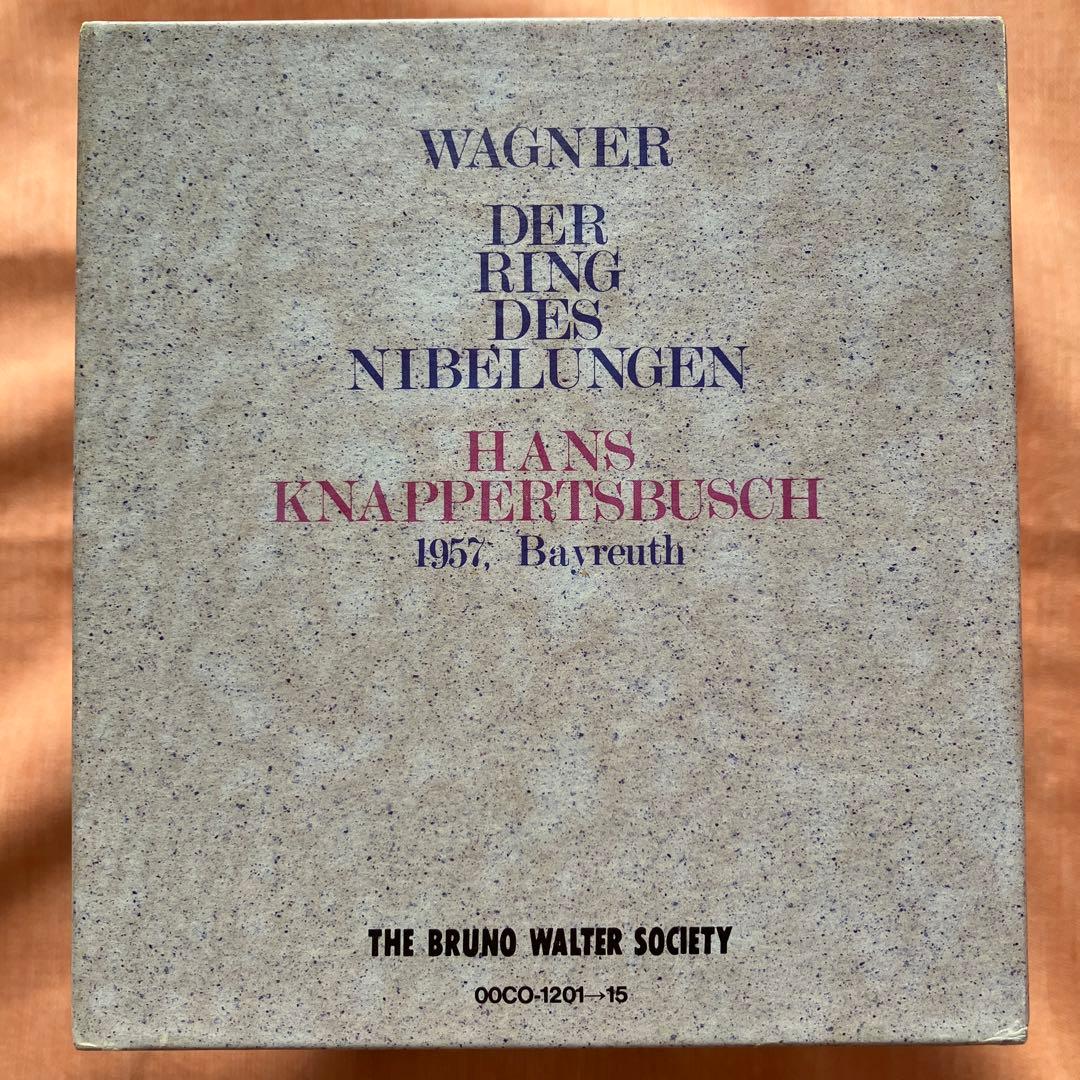 WAGNER
DER
RING
DES
NIBELUNGEN
HANS
KNAPPERTSBUSCH
1957, Bayreuth
THE BRUNO WALTER SOCIETY
00CO-1201→15